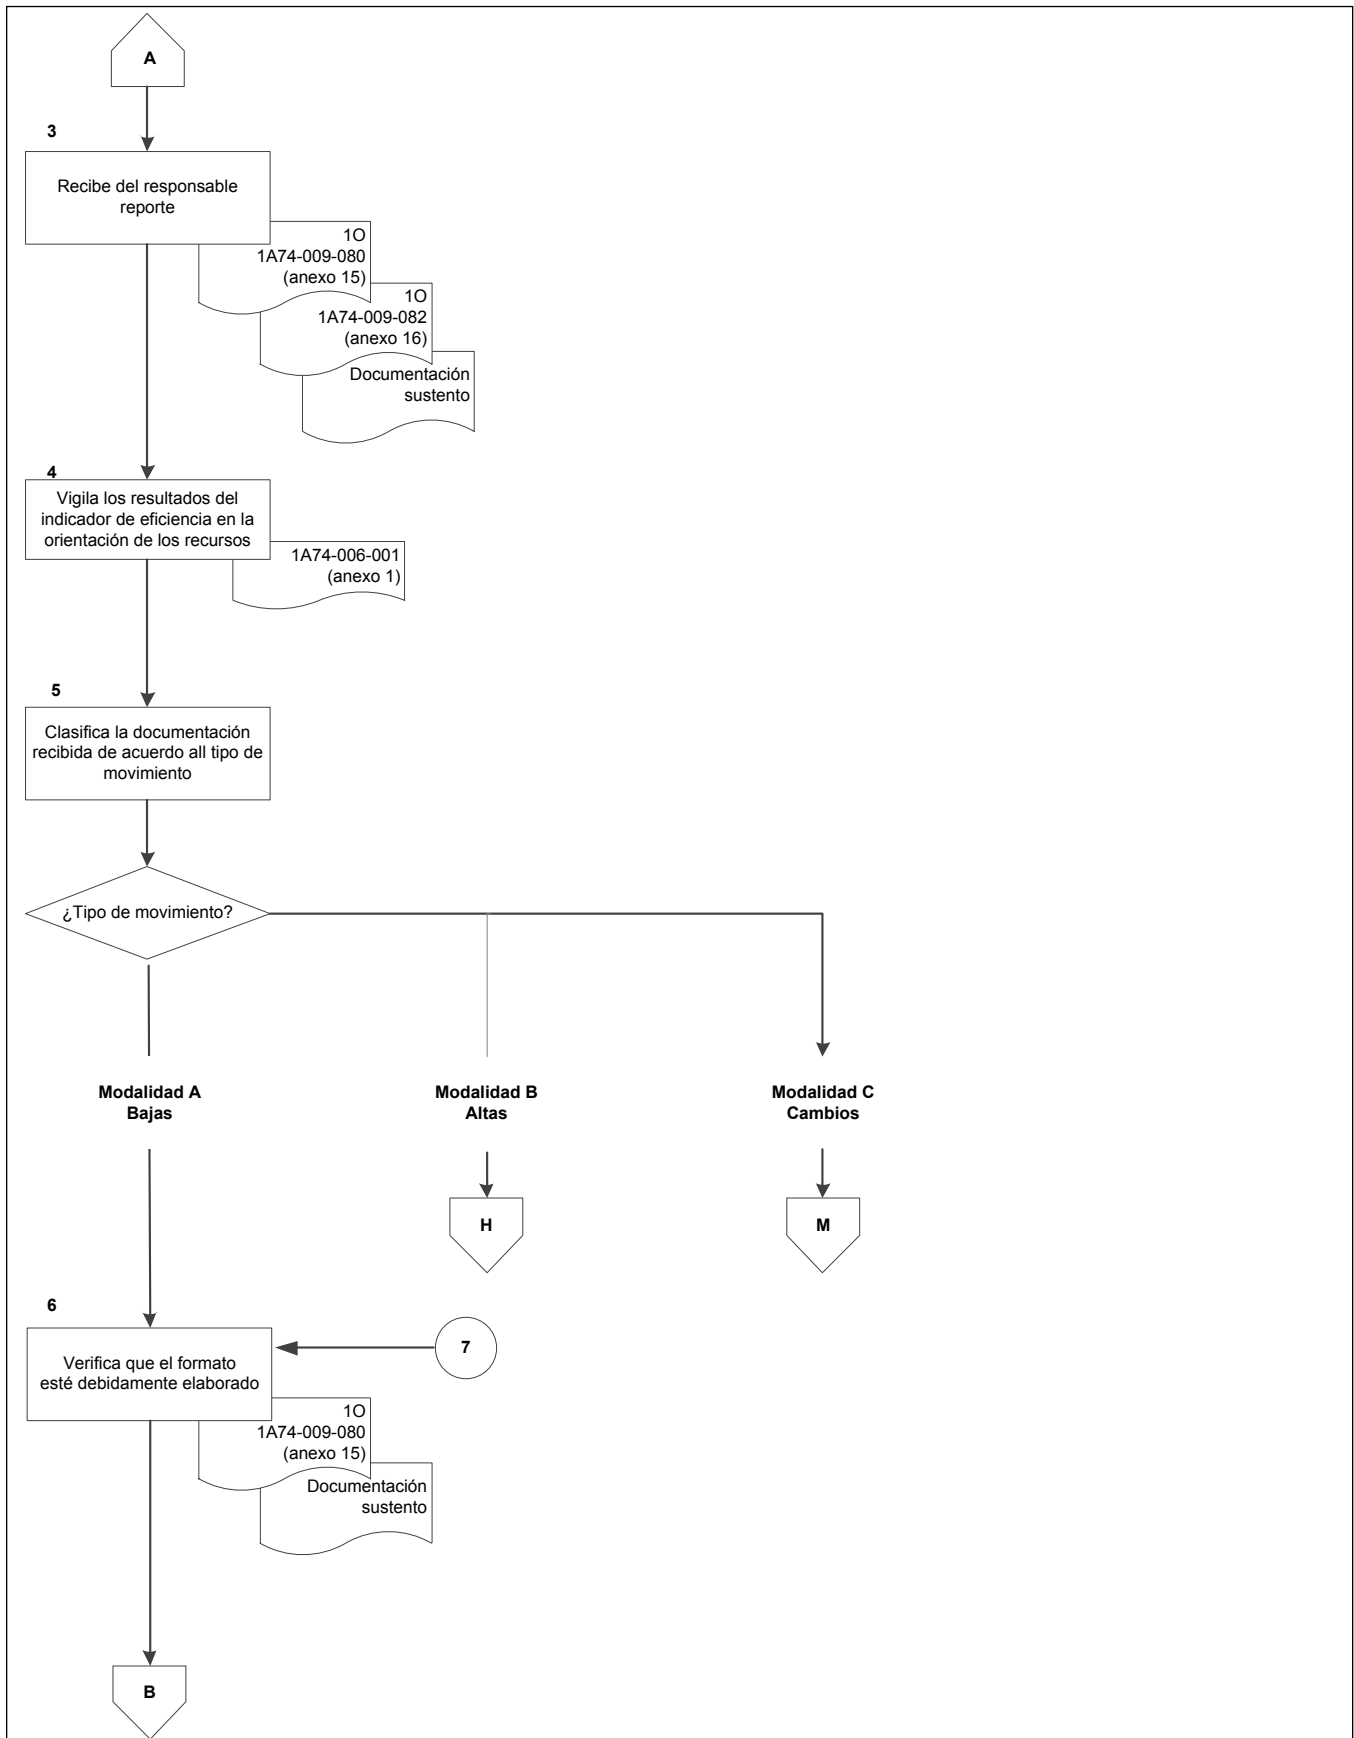 A
3
Recibe del responsable
reporte
1O
1A74-009-080
(anexo 15)
1O
1A74-009-082
(anexo 16)
Documentación
sustento
4
Vigila los resultados del
indicador de eficiencia en la
orientación de los recursos
1A74-006-001
(anexo 1)
5
Clasifica la documentación
recibida de acuerdo all tipo de
movimiento
¿Tipo de movimiento?
Modalidad A
Bajas
Modalidad B
Altas
Modalidad C
Cambios
H
M
6
Verifica que el formato
esté debidamente elaborado
7
1O
1A74-009-080
(anexo 15)
Documentación
sustento
B